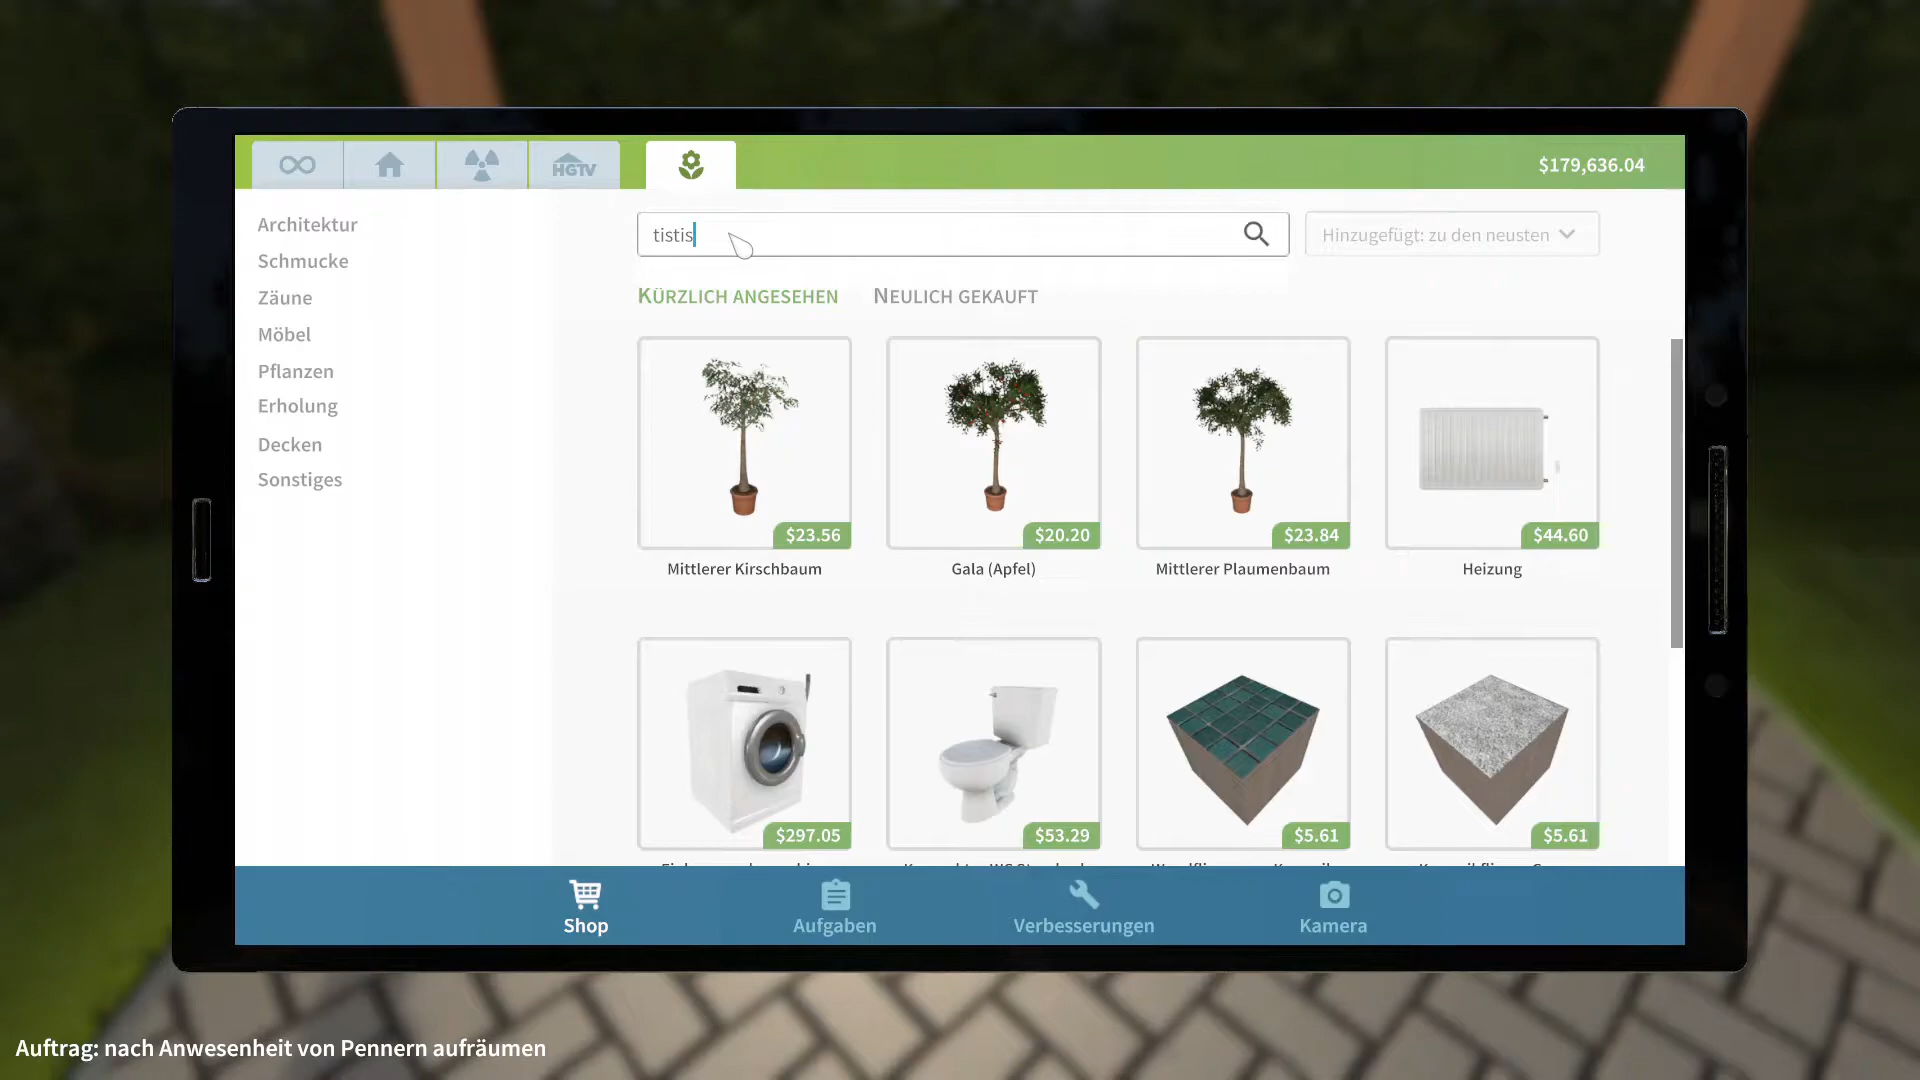 HGTV
$179,636.04
Architektur
Schmucke
Zäune
Möbel
Pflanzen
Erholung
Decken
Sonstiges
tistis
Hinzugefügt: zu den neusten
KÜRZLICH ANGESEHEN
NEULICH GEKAUFT
$23.56
$20.20
$23.84
$44.60
Mittlerer Kirschbaum
Gala (Apfel)
Mittlerer Plaumenbaum
Heizung
$297.05
$53.29
$5.61
$5.61
Shop
Aufgaben
Verbesserungen
Kamera
Auftrag: nach Anwesenheit von Pennern aufräumen